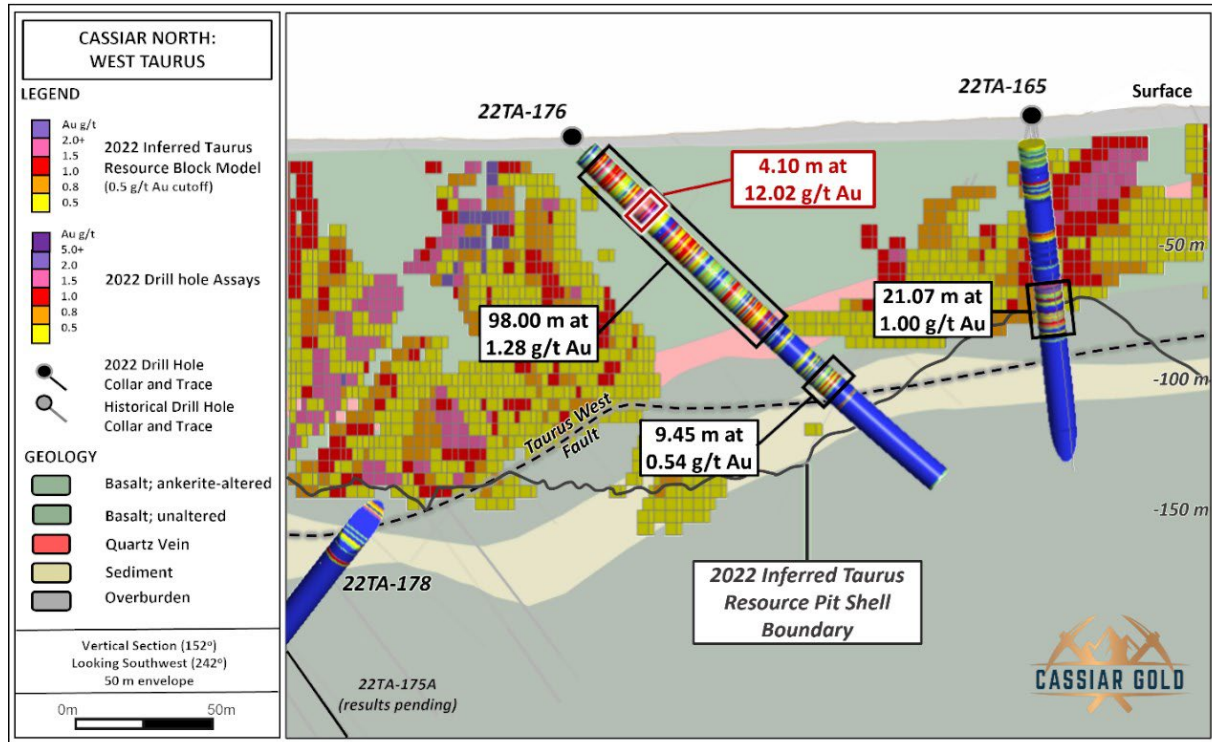 CASSIAR NORTH:
WEST TAURUS
LEGEND
Au g/t
2.0+
1.5
1.0
0.8
0.5
2022 Inferred Taurus
Resource Block Model
(0.5 g/t Au cutoff)
Au g/t
5.0+
2.0
1.5
1.0
0.8
0.5
2022 Drill hole Assays
2022 Drill Hole
Collar and Trace
Historical Drill Hole
Collar and Trace
GEOLOGY
Basalt; ankerite-altered
Basalt; unaltered
Quartz Vein
Sediment
Overburden
Vertical Section (152º)
Looking Southwest (242º)
50 m envelope
0m 50m
22TA-176
22TA-165
Surface
4.10 m at
12.02 g/t Au
-50 m
98.00 m at
1.28 g/t Au
21.07 m at
1.00 g/t Au
-100 m
Taurus West
Fault
9.45 m at
0.54 g/t Au
-150 m
22TA-178
2022 Inferred Taurus
Resource Pit Shell
Boundary
22TA-175A
(results pending)
CASSIAR GOLD